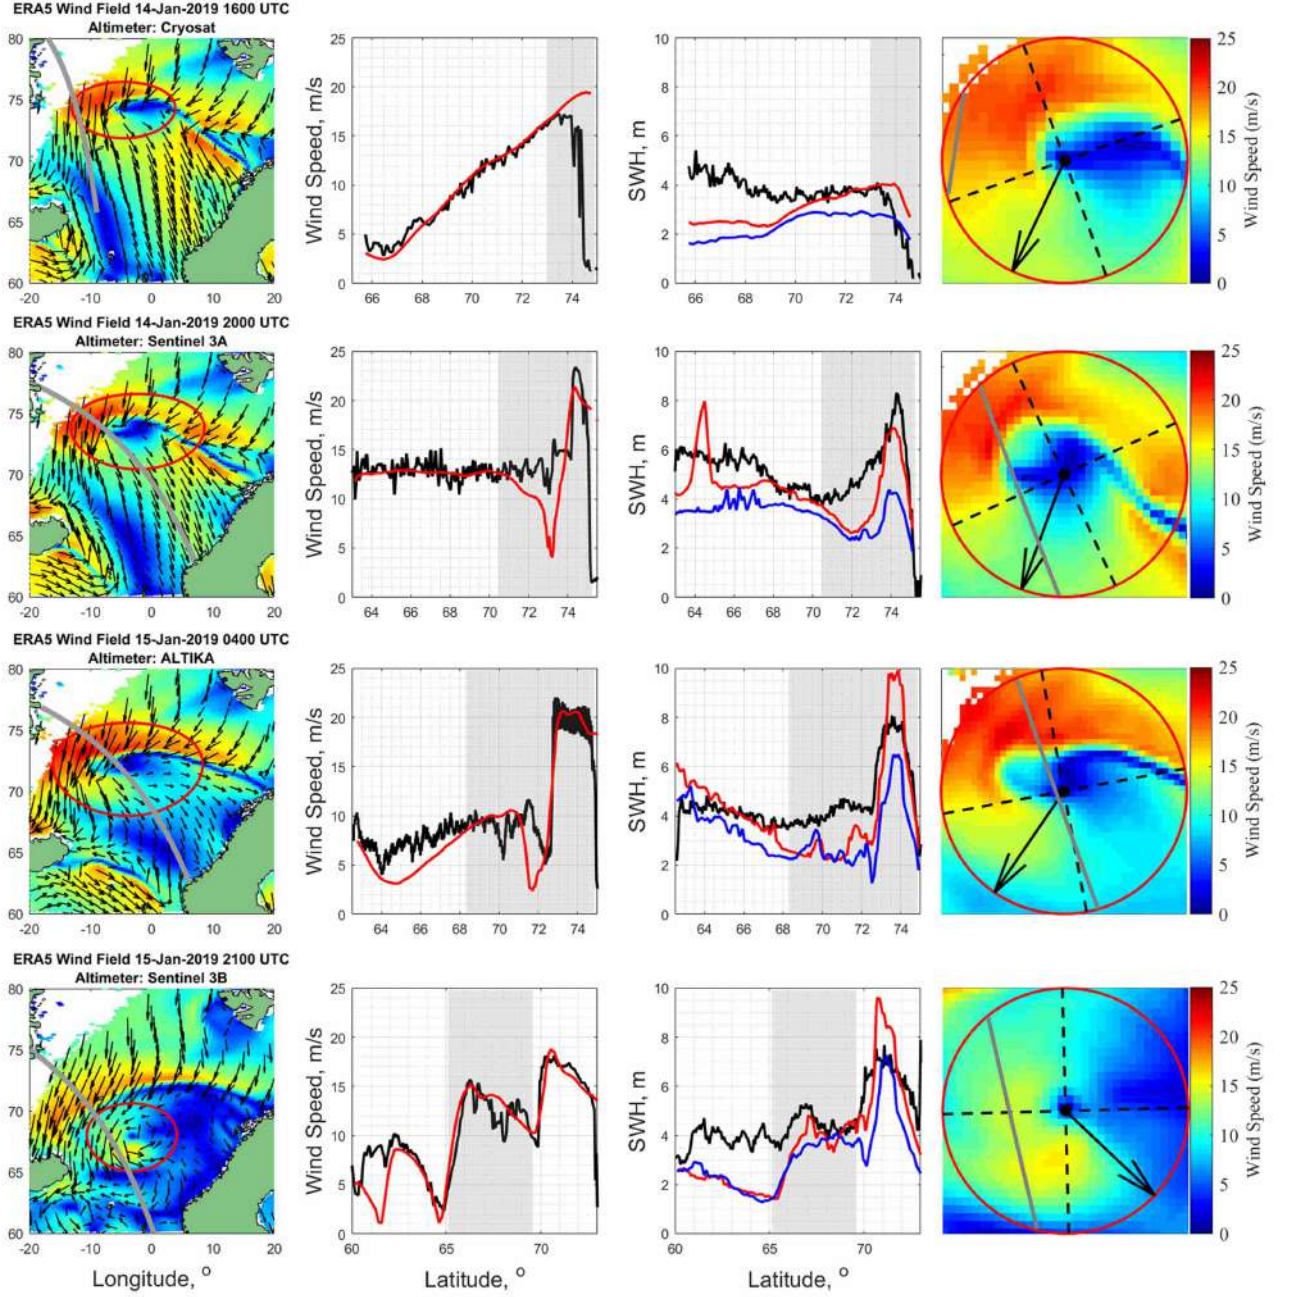 ERA5 Wind Field 14-Jan-2019 1600 UTC
Altimeter: Cryosat
80
75
70
65
60
-20 -10 0 10 20
Wind Speed, m/s
25
20
15
10
5
0
66 68 70 72 74
SWH, m
10
8
6
4
2
0
66 68 70 72 74
25
20
15
10
5
0
Wind Speed (m/s)
ERA5 Wind Field 14-Jan-2019 2000 UTC
Altimeter: Sentinel 3A
80
75
70
65
60
-20 -10 0 10 20
Wind Speed, m/s
25
20
15
10
5
0
64 66 68 70 72 74
SWH, m
10
8
6
4
2
0
64 66 68 70 72 74
25
20
15
10
5
0
Wind Speed (m/s)
ERA5 Wind Field 15-Jan-2019 0400 UTC
Altimeter: ALTIKA
80
75
70
65
60
-20 -10 0 10 20
Wind Speed, m/s
25
20
15
10
5
0
64 66 68 70 72 74
SWH, m
10
8
6
4
2
0
64 66 68 70 72 74
25
20
15
10
5
0
Wind Speed (m/s)
ERA5 Wind Field 15-Jan-2019 2100 UTC
Altimeter: Sentinel 3B
80
75
70
65
60
-20 -10 0 10 20
Longitude, °
Wind Speed, m/s
25
20
15
10
5
0
60 65 70
Latitude, °
SWH, m
10
8
6
4
2
0
60 65 70
Latitude, °
25
20
15
10
5
0
Wind Speed (m/s)